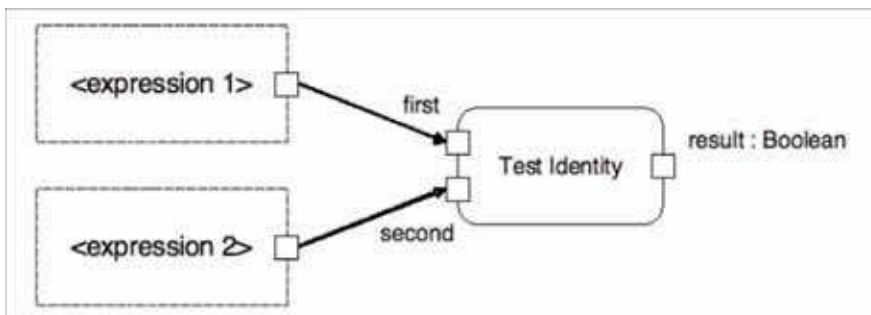 <expression 1>
first
Test Identity
result : Boolean
<expression 2>
second